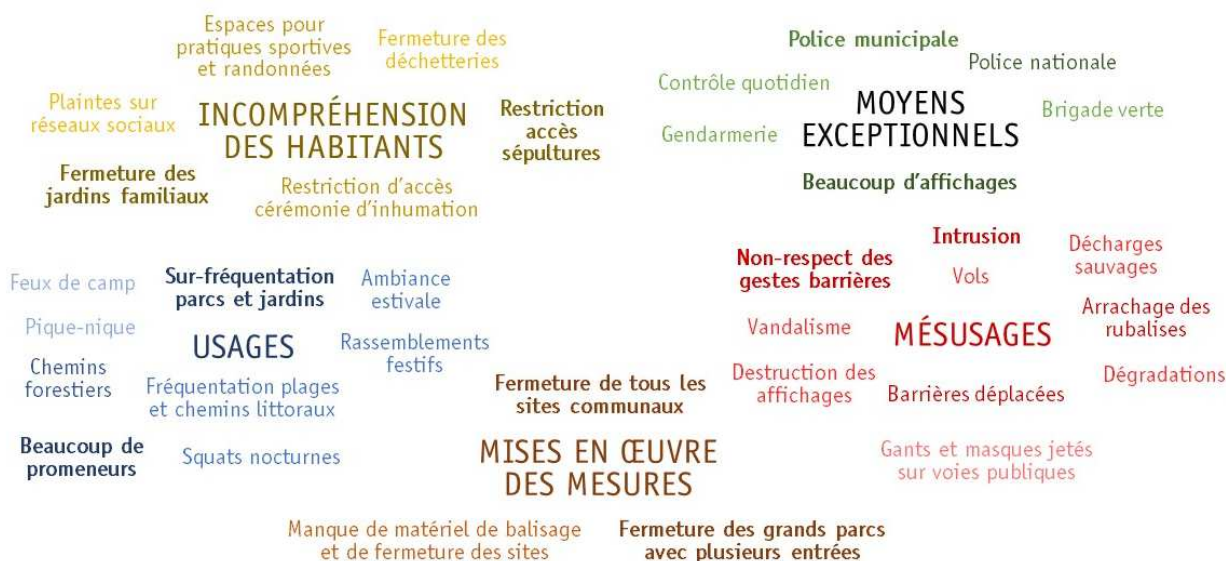 Espaces pour
pratiques sportives
et randonnées
Fermeture des
déchetteries
Plaintes sur
réseaux sociaux
INCOMPRÉHENSION
DES HABITANTS
Restriction
accès
sépultures
Fermeture des
jardins familiaux
Restriction d'accès
cérémonie d'inhumation
Police municipale
Police nationale
Contrôle quotidien
MOYENS
EXCEPTIONNELS
Brigade verte
Gendarmerie
Beaucoup d'affichages
Feux de camp
Sur-fréquentation
parcs et jardins
Ambiance
estivale
Pique-nique
USAGES
Rassemblements
festifs
Chemins
forestiers
Fréquentation plages
et chemins littoraux
Beaucoup de
promeneurs
Squats nocturnes
Intrusion
Non-respect des
gestes barrières
Vols
Décharges
sauvages
Vandalisme
MÉSUSAGES
Arrachage des
rubalises
Destruction des
affichages
Barrières déplacées
Dégradations
Gants et masques jetés
sur voies publiques
Fermeture de tous les
sites communaux
MISES EN ŒUVRE
DES MESURES
Manque de matériel de balisage
et de fermeture des sites
Fermeture des grands parcs
avec plusieurs entrées